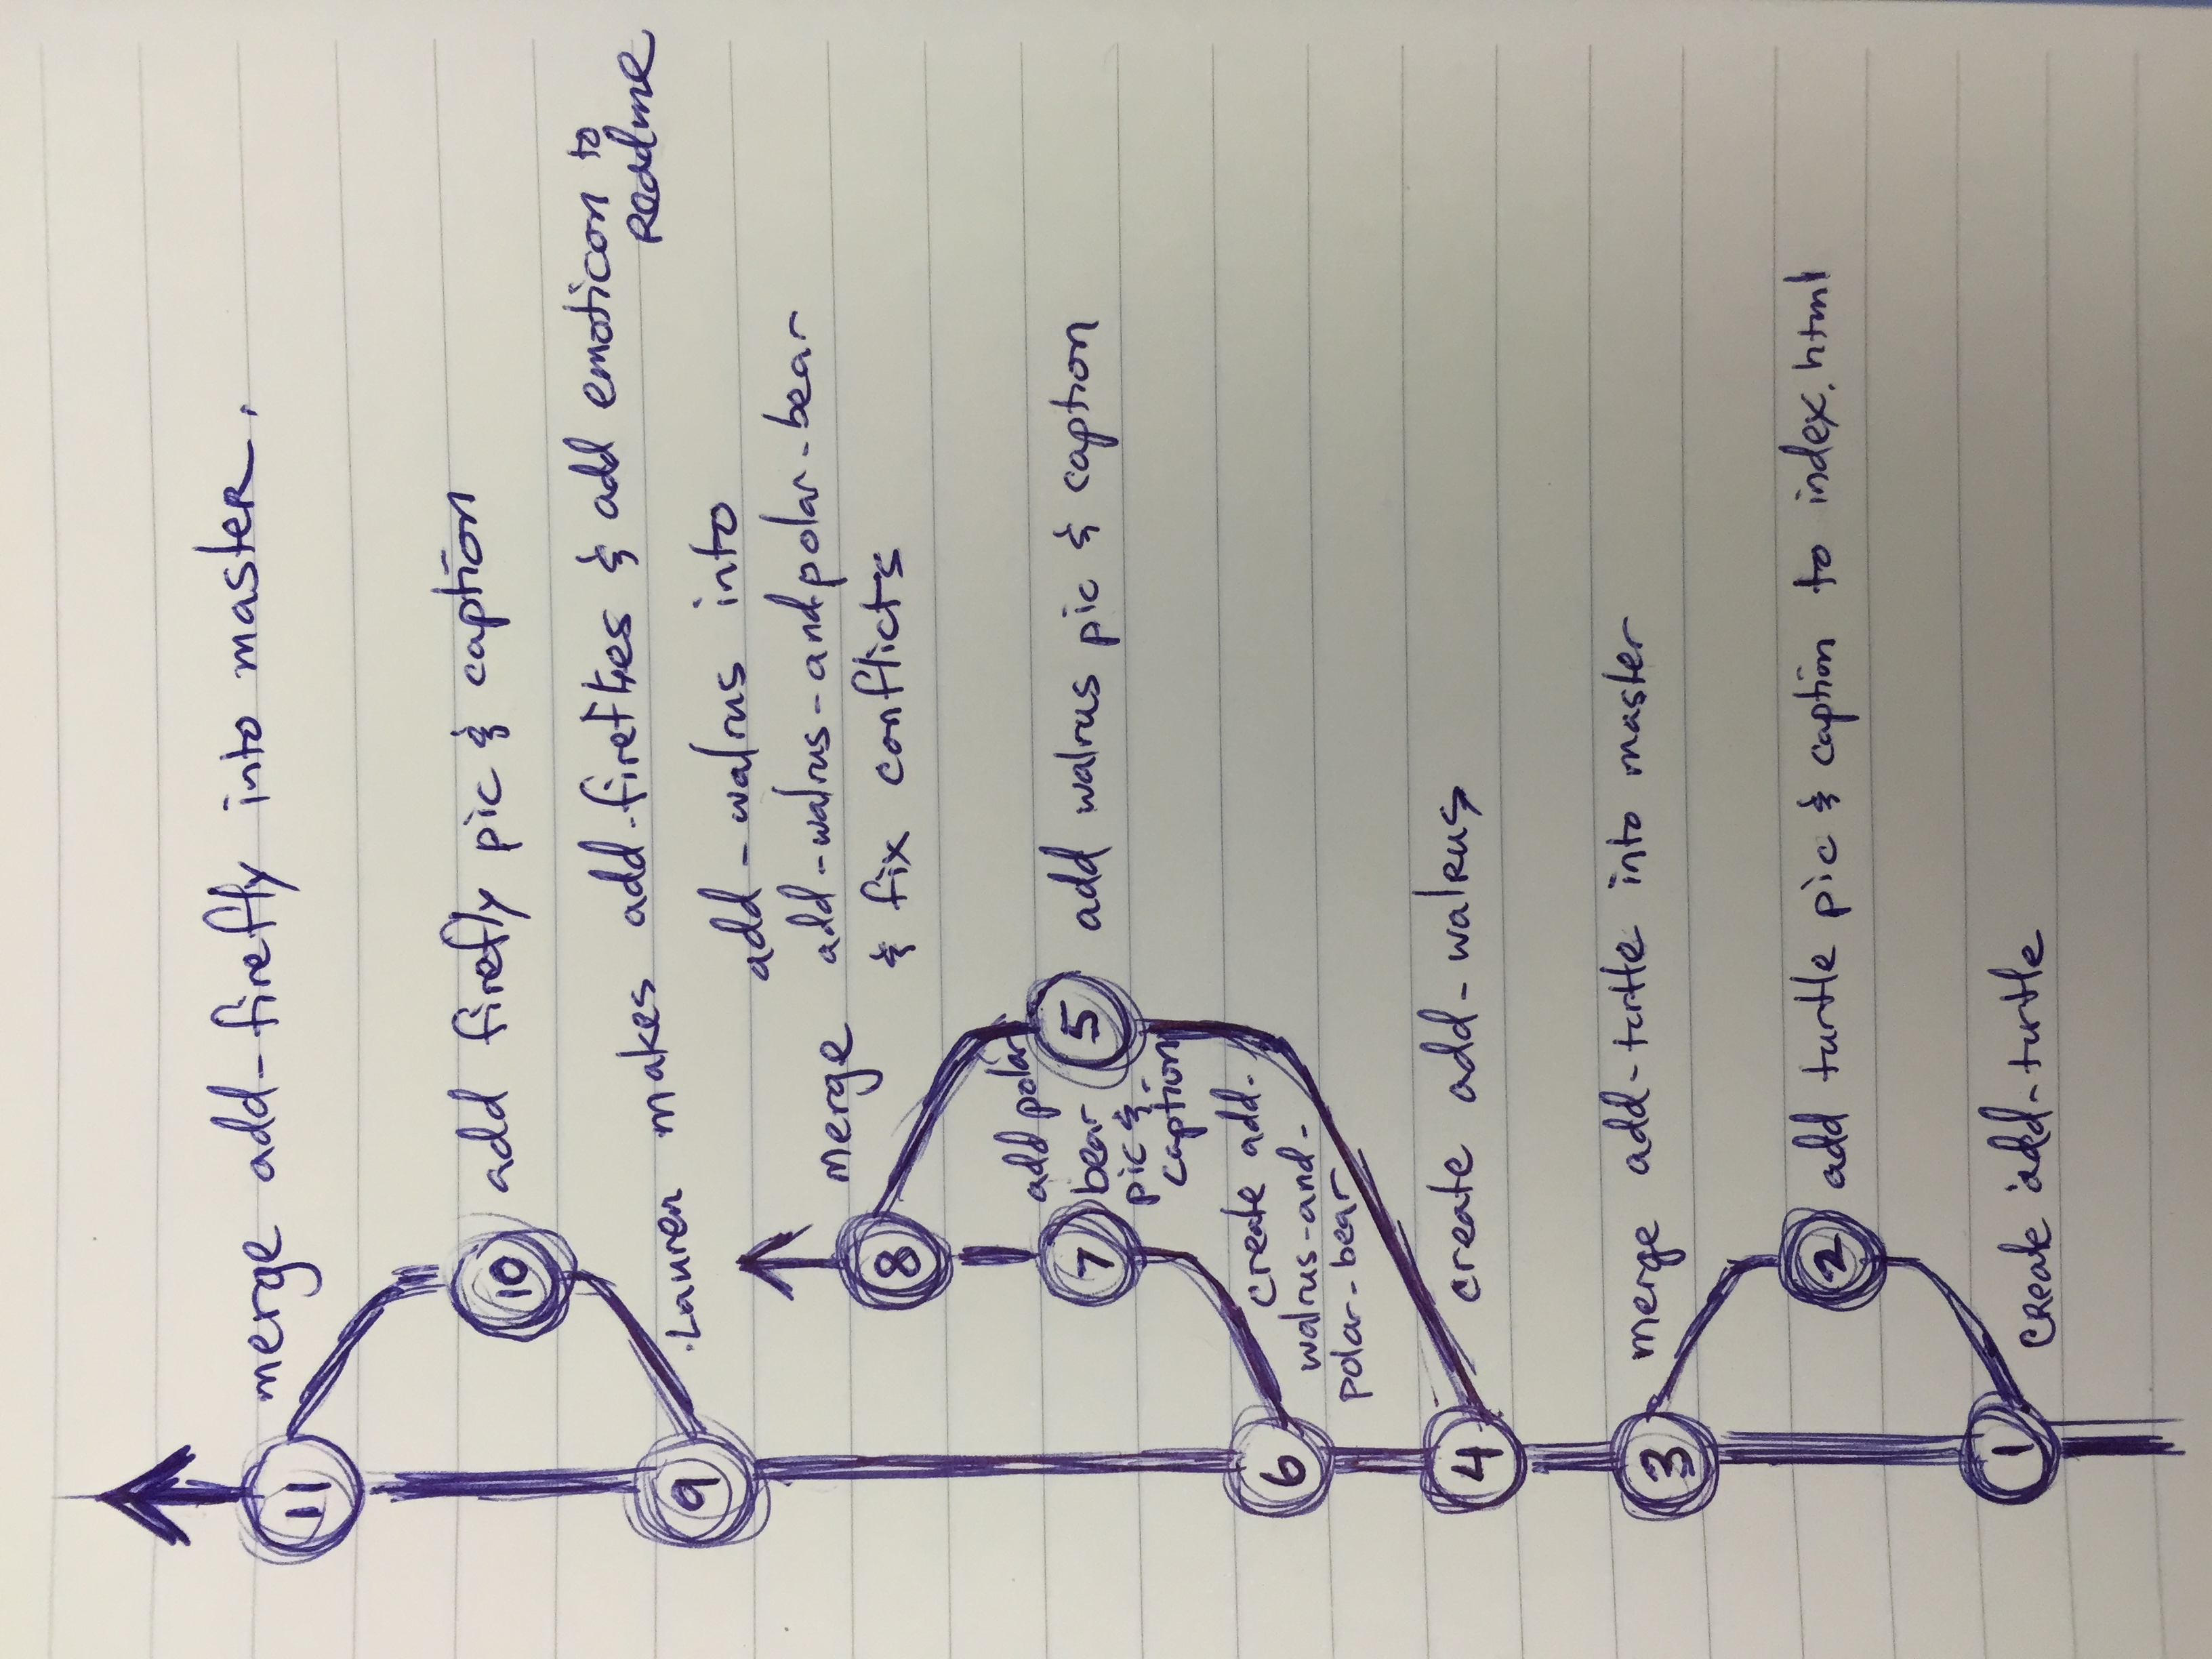 11 merge add-firefly into master.
10 add firefly pic & caption
9 Lauren makes add-fireflies & add emoticon to
readme
add-walrus into
8 merge add-walrus-and-polar-bear
& fix conflicts
add polar
7 bear 5 add walrus pic & caption
pic &
caption
6 create add-
walrus-and-
polar-bear
4 create add-walrus
3 merge add-turtle into master
2 add turtle pic & caption to index.html
1 create add-turtle